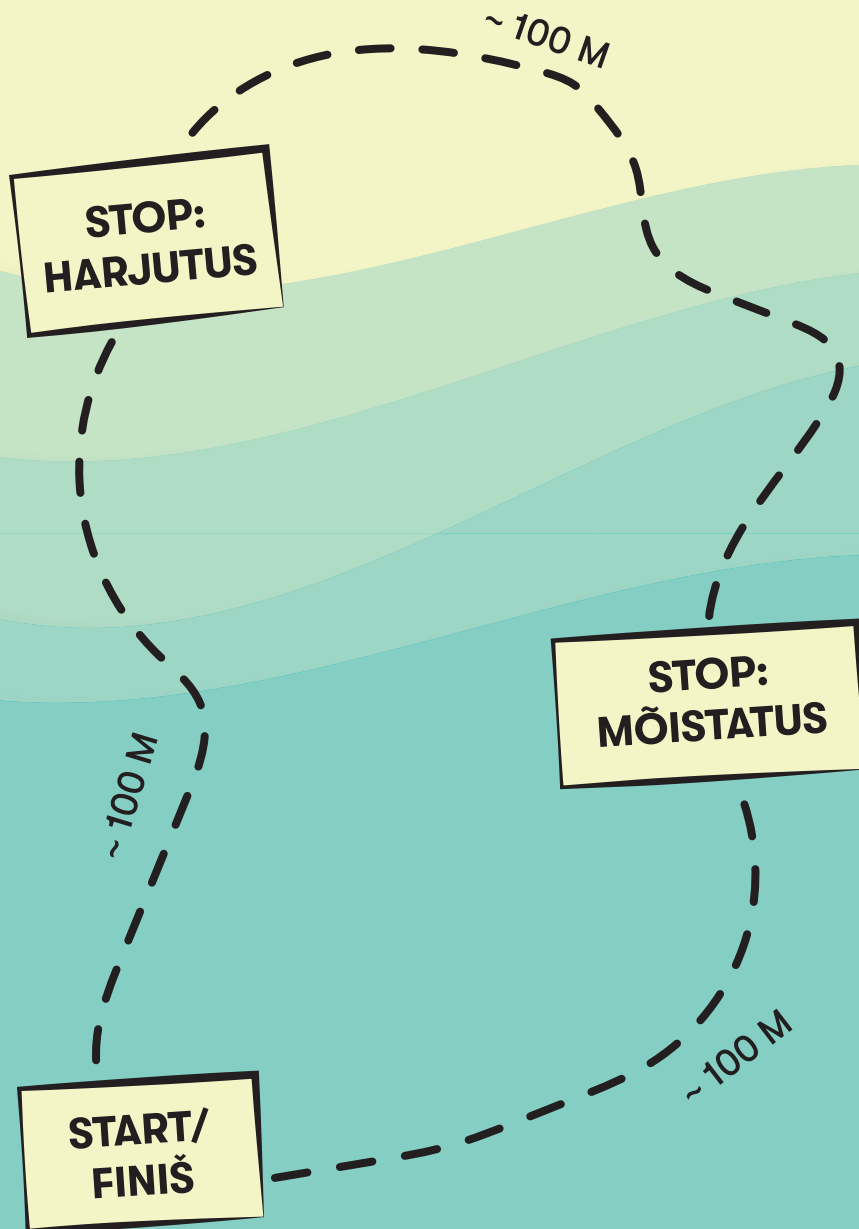 ~ 100 M
STOP:
HARJUTUS
STOP:
MÕISTATUS
~ 100 M
~ 100 M
START/
FINIŠ